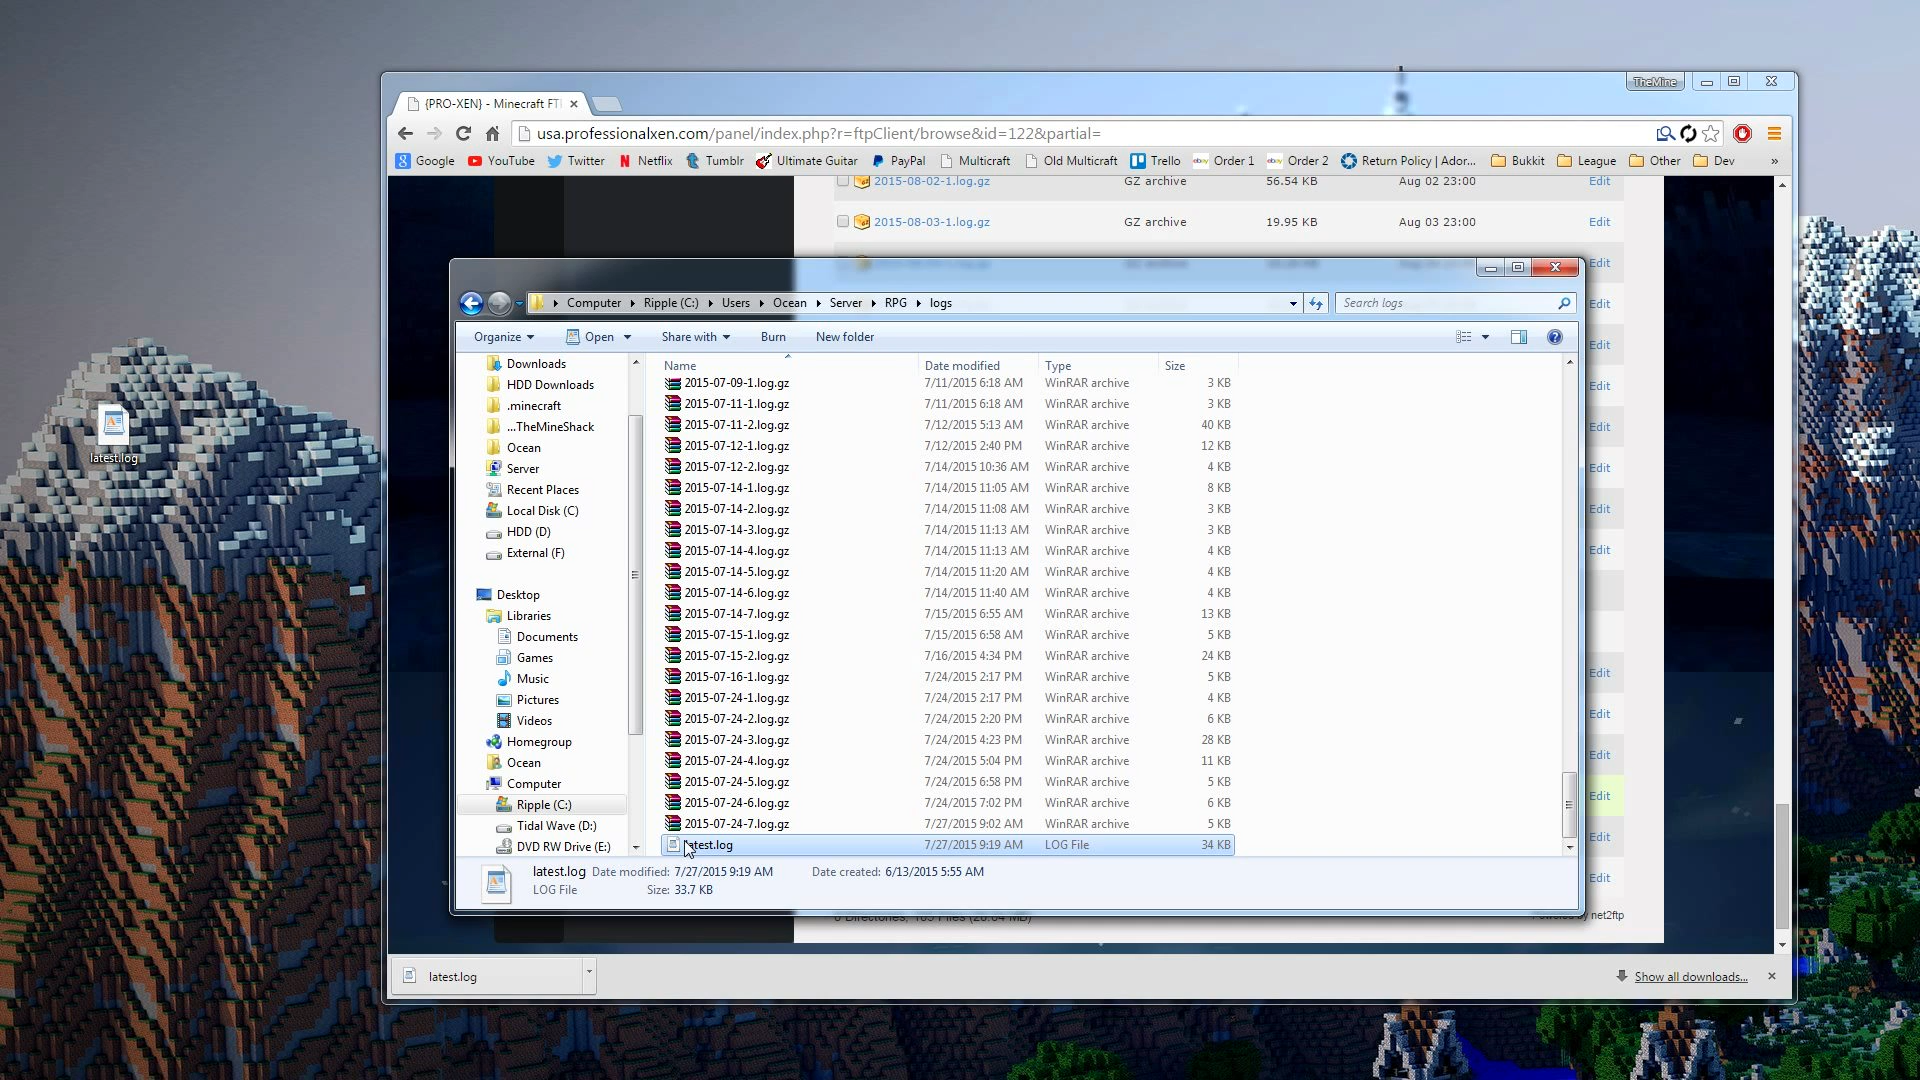 TheMine
{PRO-XEN} - Minecraft FT
usa.professionalxen.com/panel/index.php?r=ftpClient/browse&id=122&partial=
Google YouTube Twitter Netflix Tumblr Ultimate Guitar PayPal Multicraft Old Multicraft Trello Order 1 Order 2 Return Policy | Ador... Bukkit League Other Dev »
2015-08-02-1.log.gz GZ archive 56.54 KB Aug 02 23:00 Edit
2015-08-03-1.log.gz GZ archive 19.95 KB Aug 03 23:00 Edit
Edit
Computer Ripple (C:) Users Ocean Server RPG logs Search logs
Edit
Organize Open Share with Burn New folder
Edit
Name Date modified Type Size
Downloads
HDD Downloads
.minecraft
...TheMineShack
Ocean
Server
Recent Places
Local Disk (C)
HDD (D)
External (F)
Desktop
Libraries
Documents
Games
Music
Pictures
Videos
Homegroup
Ocean
Computer
Ripple (C:)
Tidal Wave (D:)
DVD RW Drive (E:)
2015-07-09-1.log.gz 7/11/2015 6:18 AM WinRAR archive 3 KB
2015-07-11-1.log.gz 7/11/2015 6:18 AM WinRAR archive 3 KB
2015-07-11-2.log.gz 7/12/2015 5:13 AM WinRAR archive 40 KB
2015-07-12-1.log.gz 7/12/2015 2:40 PM WinRAR archive 12 KB
2015-07-12-2.log.gz 7/14/2015 10:36 AM WinRAR archive 4 KB
2015-07-14-1.log.gz 7/14/2015 11:05 AM WinRAR archive 8 KB
2015-07-14-2.log.gz 7/14/2015 11:08 AM WinRAR archive 3 KB
2015-07-14-3.log.gz 7/14/2015 11:13 AM WinRAR archive 3 KB
2015-07-14-4.log.gz 7/14/2015 11:13 AM WinRAR archive 4 KB
2015-07-14-5.log.gz 7/14/2015 11:20 AM WinRAR archive 4 KB
2015-07-14-6.log.gz 7/14/2015 11:40 AM WinRAR archive 4 KB
2015-07-14-7.log.gz 7/15/2015 6:55 AM WinRAR archive 13 KB
2015-07-15-1.log.gz 7/15/2015 6:58 AM WinRAR archive 5 KB
2015-07-15-2.log.gz 7/16/2015 4:34 PM WinRAR archive 24 KB
2015-07-16-1.log.gz 7/24/2015 2:17 PM WinRAR archive 5 KB
2015-07-24-1.log.gz 7/24/2015 2:17 PM WinRAR archive 4 KB
2015-07-24-2.log.gz 7/24/2015 2:20 PM WinRAR archive 6 KB
2015-07-24-3.log.gz 7/24/2015 4:23 PM WinRAR archive 28 KB
2015-07-24-4.log.gz 7/24/2015 5:04 PM WinRAR archive 11 KB
2015-07-24-5.log.gz 7/24/2015 6:58 PM WinRAR archive 5 KB
2015-07-24-6.log.gz 7/24/2015 7:02 PM WinRAR archive 6 KB
2015-07-24-7.log.gz 7/27/2015 9:02 AM WinRAR archive 5 KB
latest.log 7/27/2015 9:19 AM LOG File 34 KB
Edit
Edit
Edit
Edit
Edit
Edit
Edit
Edit
Edit
Edit
Edit
latest.log Date modified: 7/27/2015 9:19 AM Date created: 6/13/2015 5:55 AM
LOG File Size: 33.7 KB
Edit
by net2ftp
latest.log
latest.log Show all downloads...